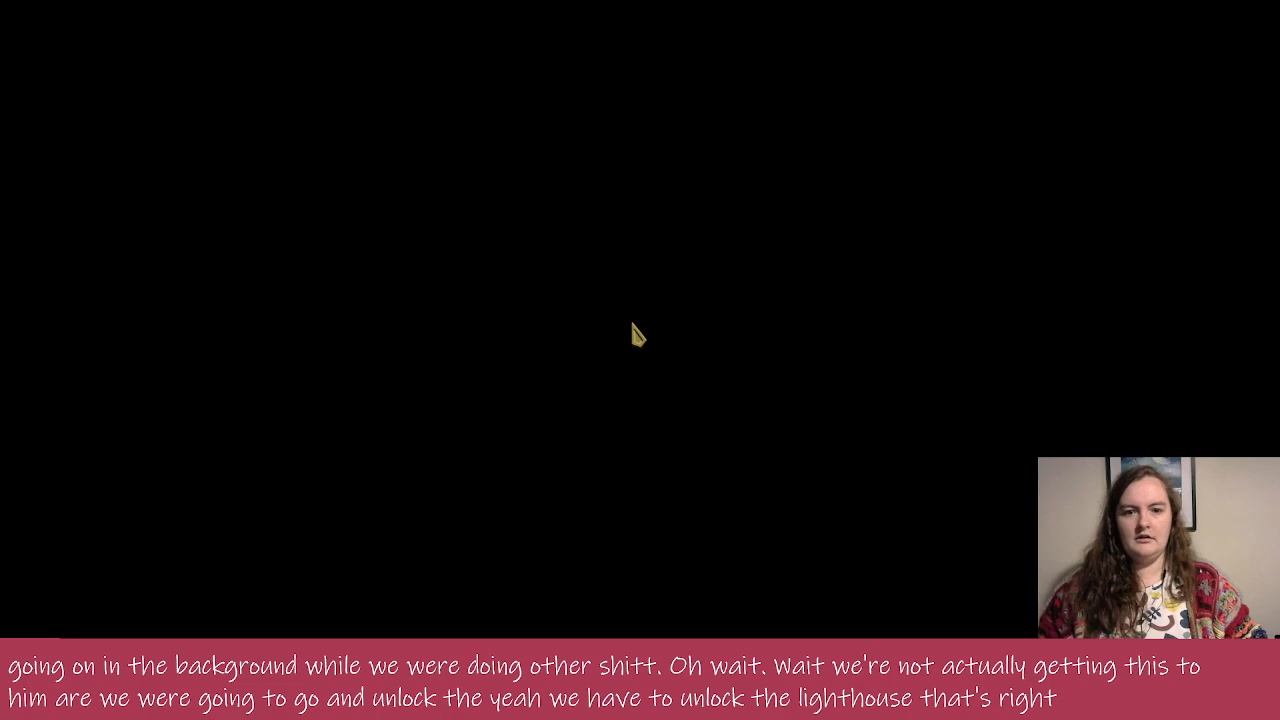 going on in the background while we were doing other shitt. Oh wait. Wait we're not actually getting this to
him are we were going to go and unlock the yeah we have to unlock the lighthouse that's right